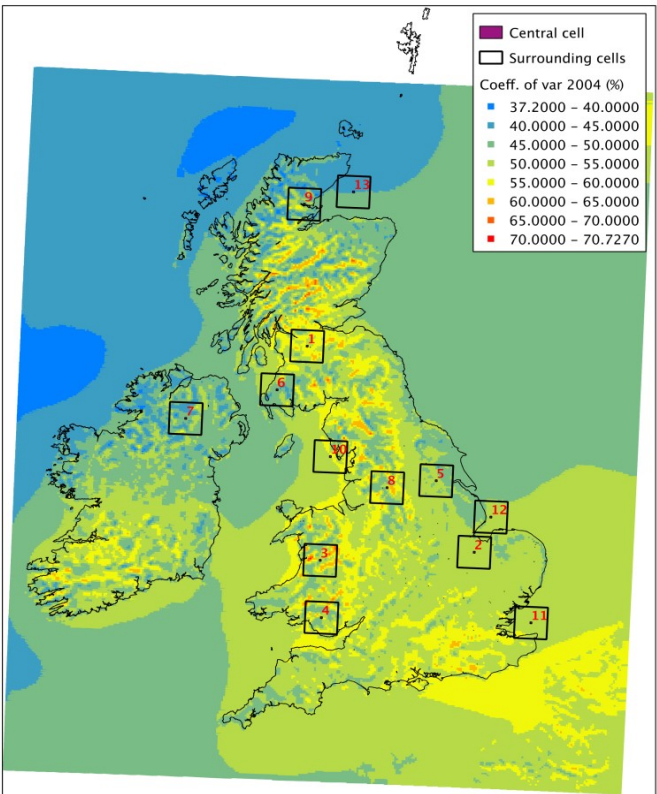 Central cell
Surrounding cells
Coeff. of var 2004 (%)
37.2000 – 40.0000
40.0000 – 45.0000
45.0000 – 50.0000
50.0000 – 55.0000
55.0000 – 60.0000
60.0000 – 65.0000
65.0000 – 70.0000
70.0000 – 70.7270
13
9
1
6
7
10
8
5
12
2
3
4
11